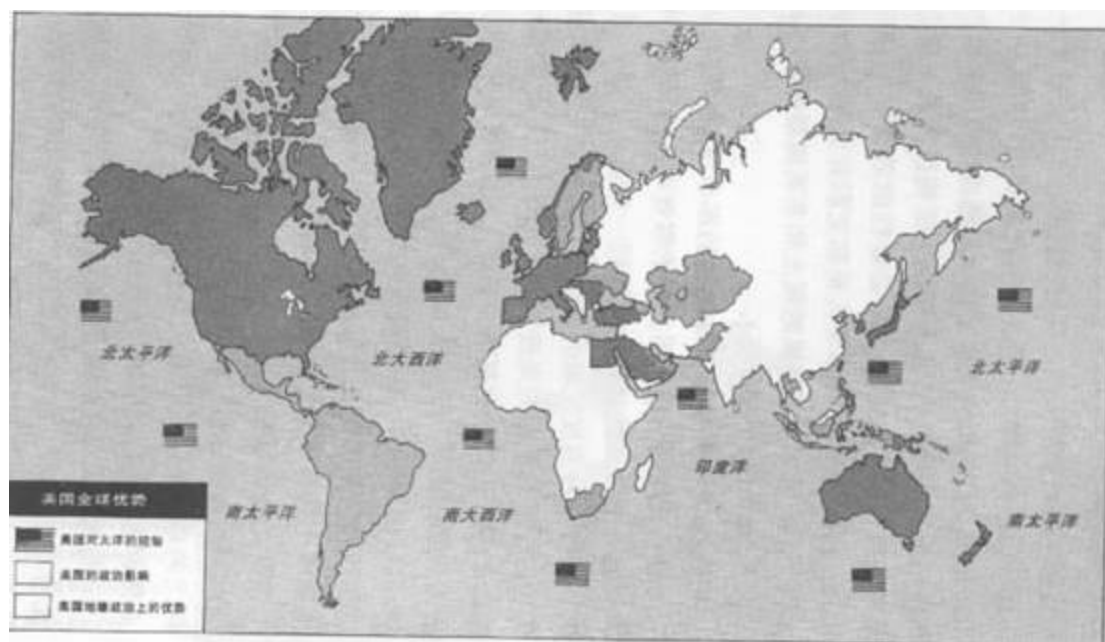 北太平洋
北大西洋
北太平洋
印度洋
南太平洋
南大西洋
南太平洋
美国全球优势
美国对大洋的控制
美国的政治影响
美国地缘政治上的优势